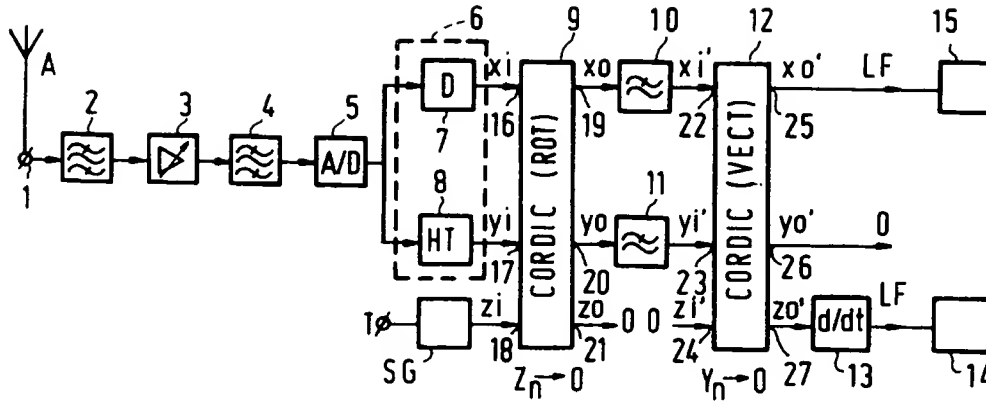 6 9 10 12 15
A xi xo xi' xo' LF
2 3 4 5 D
7 16 19 22 25
1 A/D
CORDIC (ROT)
CORDIC (VECT)
8 11
HT yi yo yi' yo' 0
17 20 23 26
T zi zo 0 0 zi' zo' d/dt LF
SG 18 21 24 27 13 14
Zn→0 Yn→0